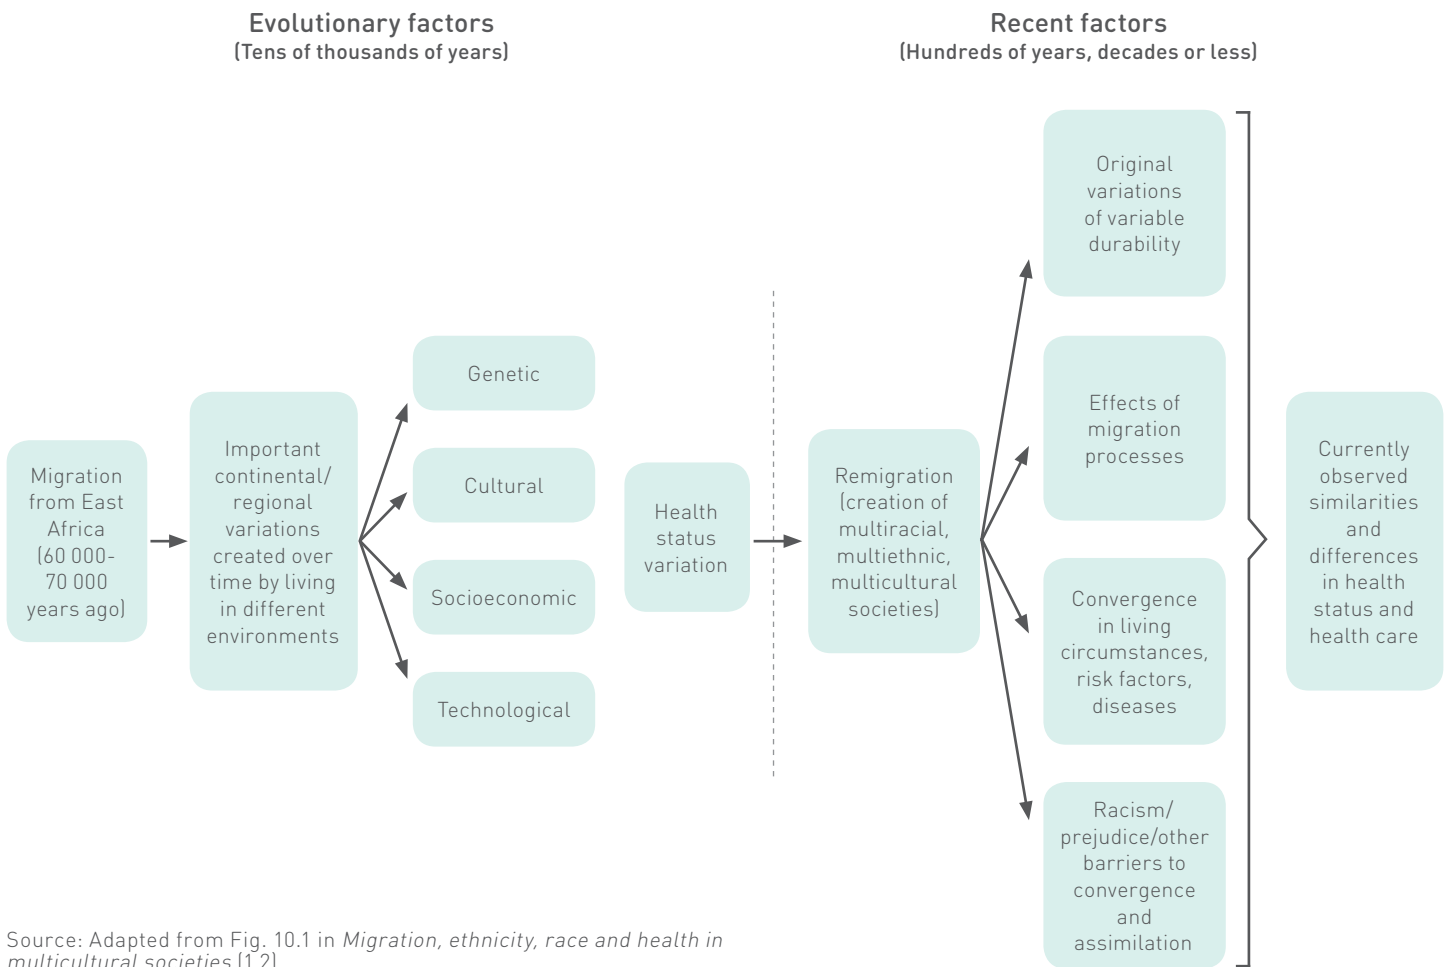 Evolutionary factors
(Tens of thousands of years)
Recent factors
(Hundreds of years, decades or less)
Migration
from East
Africa
(60 000-
70 000
years ago)
Important
continental/
regional
variations
created over
time by living
in different
environments
Genetic
Cultural
Socioeconomic
Technological
Health
status
variation
Remigration
(creation of
multiracial,
multiethnic,
multicultural
societies)
Original
variations
of variable
durability
Effects of
migration
processes
Convergence
in living
circumstances,
risk factors,
diseases
Racism/
prejudice/other
barriers to
convergence
and
assimilation
Currently
observed
similarities
and
differences
in health
status and
health care
Source: Adapted from Fig. 10.1 in Migration, ethnicity, race and health in
multicultural societies (1,2)